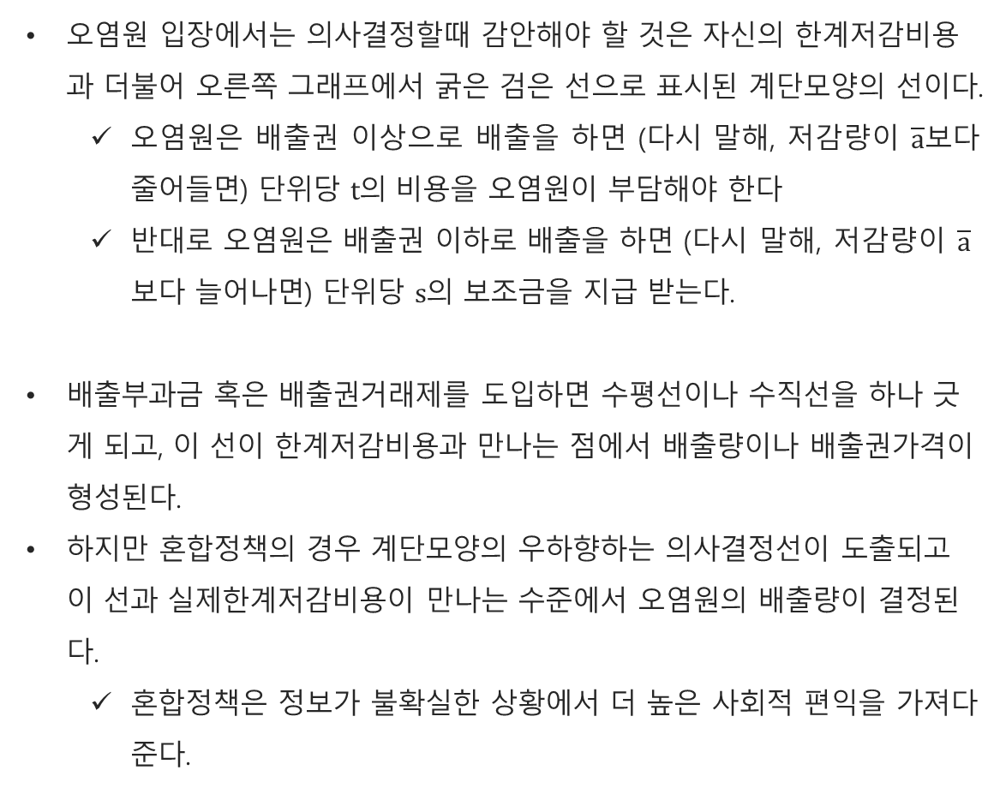 • 오염원 입장에서는 의사결정할때 감안해야 할 것은 자신의 한계저감비용
과 더불어 오른쪽 그래프에서 굵은 검은 선으로 표시된 계단모양의 선이다.
✓ 오염원은 배출권 이상으로 배출을 하면 (다시 말해, 저감량이 a̅보다
줄어들면) 단위당 t의 비용을 오염원이 부담해야 한다
✓ 반대로 오염원은 배출권 이하로 배출을 하면 (다시 말해, 저감량이 a̅
보다 늘어나면) 단위당 s의 보조금을 지급 받는다.
• 배출부과금 혹은 배출권거래제를 도입하면 수평선이나 수직선을 하나 긋
게 되고, 이 선이 한계저감비용과 만나는 점에서 배출량이나 배출권가격이
형성된다.
• 하지만 혼합정책의 경우 계단모양의 우하향하는 의사결정선이 도출되고
이 선과 실제한계저감비용이 만나는 수준에서 오염원의 배출량이 결정된
다.
✓ 혼합정책은 정보가 불확실한 상황에서 더 높은 사회적 편익을 가져다
준다.